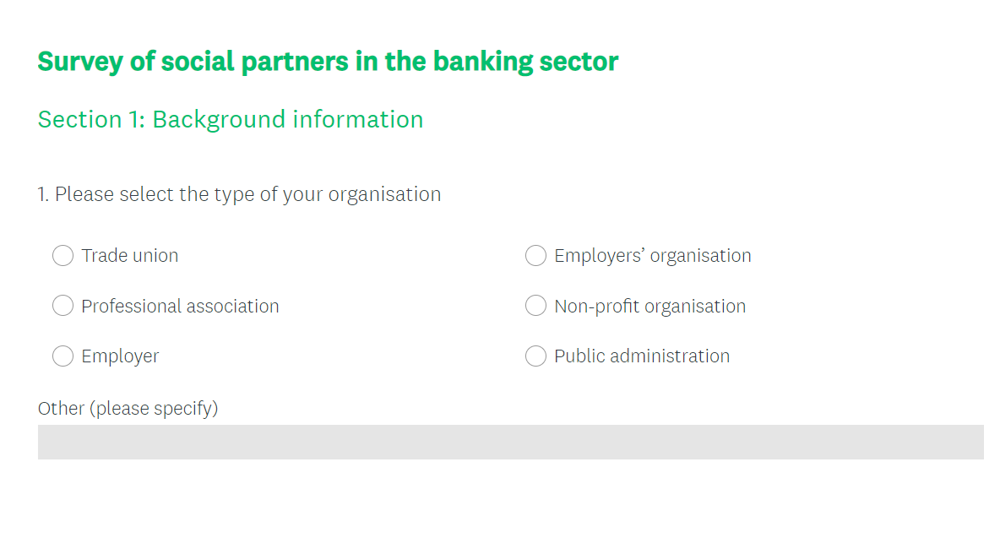 Survey of social partners in the banking sector
Section 1: Background information
1. Please select the type of your organisation
Trade union
Employers’ organisation
Professional association
Non-profit organisation
Employer
Public administration
Other (please specify)